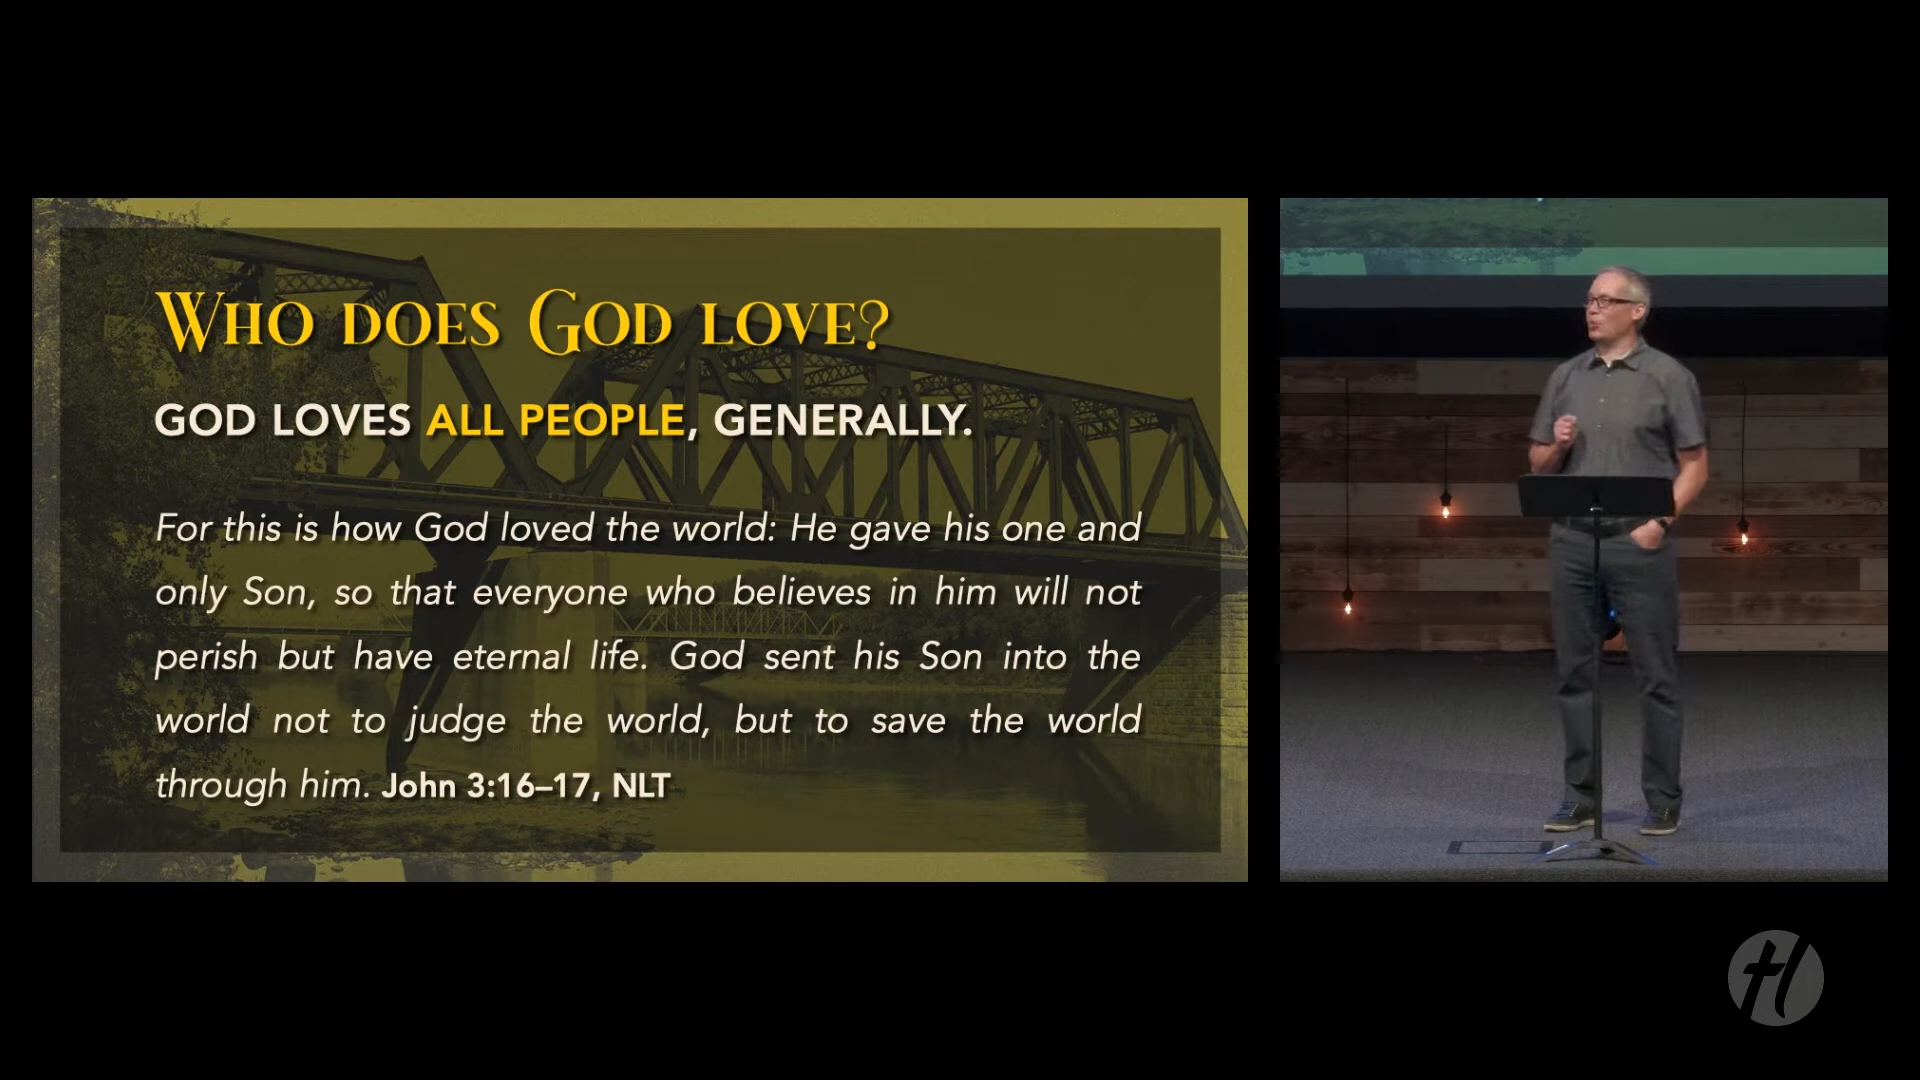 Who does God love?
GOD LOVES ALL PEOPLE, GENERALLY.
For this is how God loved the world: He gave his one and
only Son, so that everyone who believes in him will not
perish but have eternal life. God sent his Son into the
world not to judge the world, but to save the world
through him. John 3:16–17, NLT